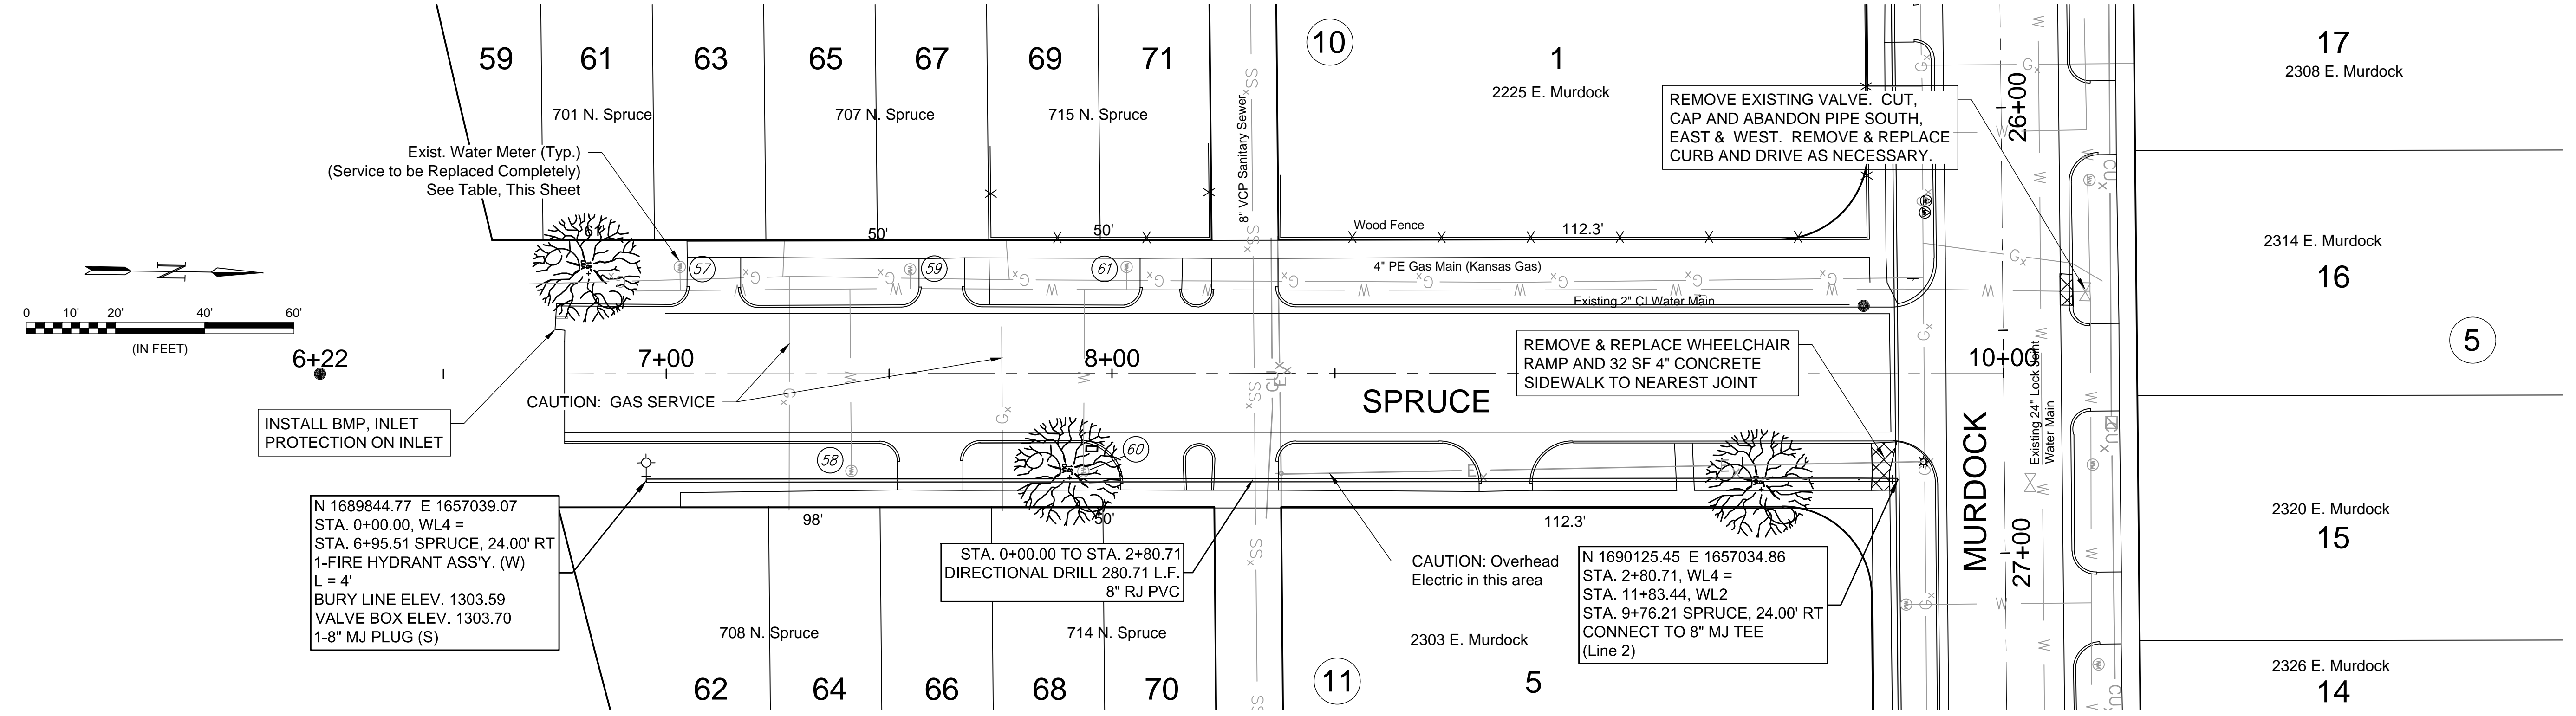 59
61
63
65
67
69
71
10
1
17
2308 E. Murdock
2225 E. Murdock
701 N. Spruce
707 N. Spruce
715 N. Spruce
8" VCP Sanitary Sewer
REMOVE EXISTING VALVE. CUT,
CAP AND ABANDON PIPE SOUTH,
EAST & WEST. REMOVE & REPLACE
CURB AND DRIVE AS NECESSARY.
26+00
Exist. Water Meter (Typ.)
(Service to be Replaced Completely)
See Table, This Sheet
61'
50'
50'
Wood Fence
112.3'
2314 E. Murdock
16
57
59
61
4" PE Gas Main (Kansas Gas)
Existing 2" CI Water Main
N
0 10' 20' 40' 60'
(IN FEET)
6+22
7+00
8+00
10+00
5
REMOVE & REPLACE WHEELCHAIR
RAMP AND 32 SF 4" CONCRETE
SIDEWALK TO NEAREST JOINT
CAUTION: GAS SERVICE
SPRUCE
MURDOCK
Existing 24" Lock Joint
Water Main
INSTALL BMP, INLET
PROTECTION ON INLET
58
60
N 1689844.77 E 1657039.07
STA. 0+00.00, WL4 =
STA. 6+95.51 SPRUCE, 24.00' RT
1-FIRE HYDRANT ASS'Y. (W)
L = 4'
BURY LINE ELEV. 1303.59
VALVE BOX ELEV. 1303.70
1-8" MJ PLUG (S)
98'
50'
112.3'
STA. 0+00.00 TO STA. 2+80.71
DIRECTIONAL DRILL 280.71 L.F.
8" RJ PVC
CAUTION: Overhead
Electric in this area
N 1690125.45 E 1657034.86
STA. 2+80.71, WL4 =
STA. 11+83.44, WL2
STA. 9+76.21 SPRUCE, 24.00' RT
CONNECT TO 8" MJ TEE
(Line 2)
27+00
2320 E. Murdock
15
708 N. Spruce
714 N. Spruce
2303 E. Murdock
62
64
66
68
70
11
5
2326 E. Murdock
14